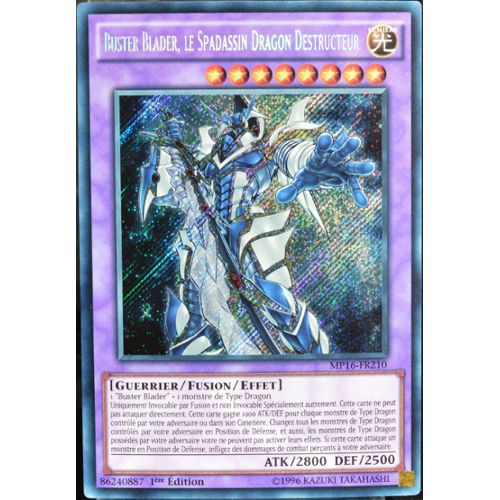 Buster Blader, le Spadassin Dragon Destructeur
LUMIÈRE
光
MP16-FR210
[Guerrier/Fusion/Effet]
1 "Buster Blader" + 1 monstre de Type Dragon
Uniquement Invocable par Fusion et non Invocable Spécialement autrement. Cette carte ne peut
pas attaquer directement. Cette carte gagne 1000 ATK/DEF pour chaque monstre de Type Dragon
contrôlés par votre adversaire ou dans son Cimetière. Changez tous les monstres de Type Dragon
contrôlés par votre adversaire en Position de Défense, et aussi, les monstres de Type Dragon
possédés par votre adversaire ne peuvent pas activer leurs effets. Si cette carte attaque
un monstre en Position de Défense, infligez des dommages de combat perçants à votre adversaire.
ATK/2800 DEF/2500
86240887 1ère Édition ©1996 KAZUKI TAKAHASHI